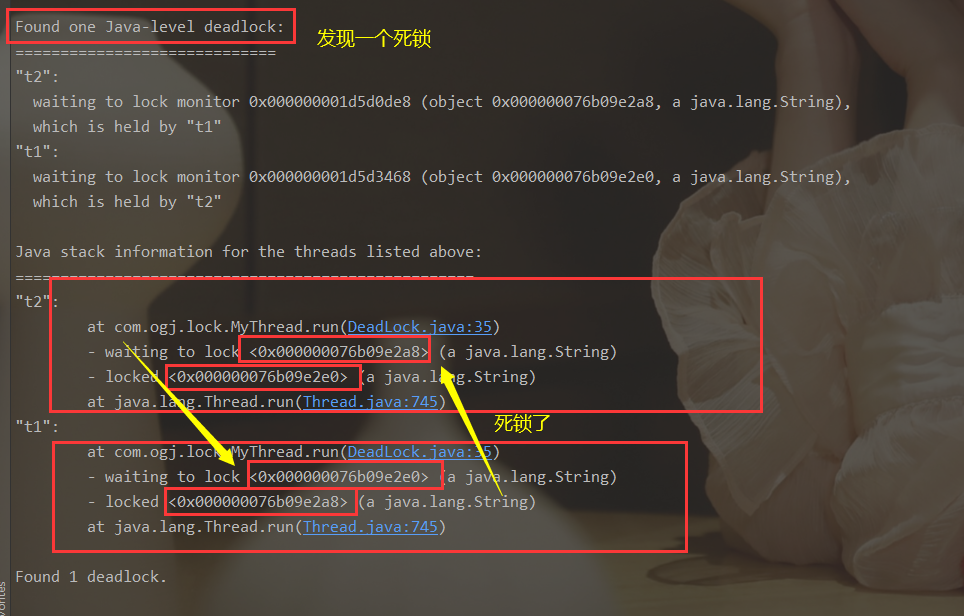 Found one Java-level deadlock:
发现一个死锁
=============================
"t2":
waiting to lock monitor 0x000000001d5d0de8 (object 0x000000076b09e2a8, a java.lang.String),
which is held by "t1"
"t1":
waiting to lock monitor 0x000000001d5d3468 (object 0x000000076b09e2e0, a java.lang.String),
which is held by "t2"
Java stack information for the threads listed above:
===================================================
"t2":
at com.ogj.lock.MyThread.run(DeadLock.java:35)
- waiting to lock <0x000000076b09e2a8> (a java.lang.String)
- locked <0x000000076b09e2e0> (a java.lang.String)
at java.lang.Thread.run(Thread.java:745)
死锁了
"t1":
at com.ogj.lock.MyThread.run(DeadLock.java:35)
- waiting to lock <0x000000076b09e2e0> (a java.lang.String)
- locked <0x000000076b09e2a8> (a java.lang.String)
at java.lang.Thread.run(Thread.java:745)
Found 1 deadlock.